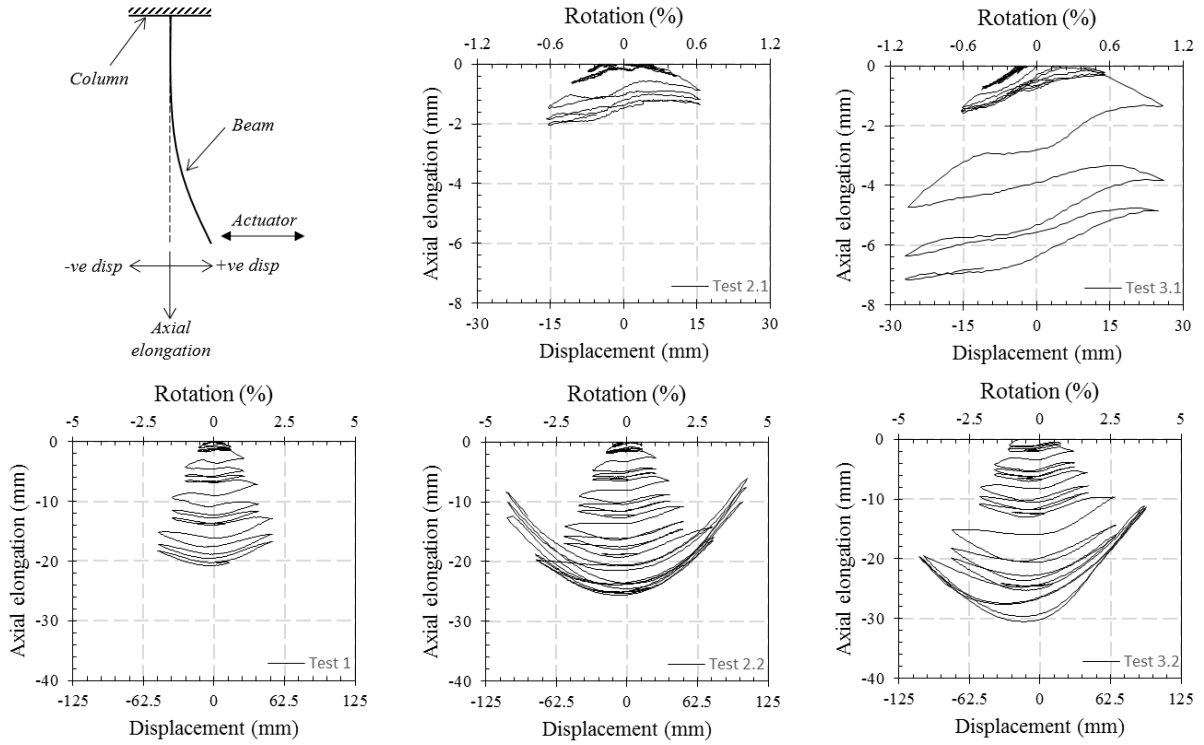 Column
Beam
Actuator
-ve disp
+ve disp
Axial
elongation
Rotation (%)
-1.2 -0.6 0 0.6 1.2
Axial elongation (mm)
0
-2
-4
-6
-8
Test 2.1
-30 -15 0 15 30
Displacement (mm)
Rotation (%)
-1.2 -0.6 0 0.6 1.2
Axial elongation (mm)
0
-2
-4
-6
-8
Test 3.1
-30 -15 0 15 30
Displacement (mm)
Rotation (%)
-5 -2.5 0 2.5 5
Axial elongation (mm)
0
-10
-20
-30
-40
Test 1
-125 -62.5 0 62.5 125
Displacement (mm)
Rotation (%)
-5 -2.5 0 2.5 5
Axial elongation (mm)
0
-10
-20
-30
-40
Test 2.2
-125 -62.5 0 62.5 125
Displacement (mm)
Rotation (%)
-5 -2.5 0 2.5 5
Axial elongation (mm)
0
-10
-20
-30
-40
Test 3.2
-125 -62.5 0 62.5 125
Displacement (mm)